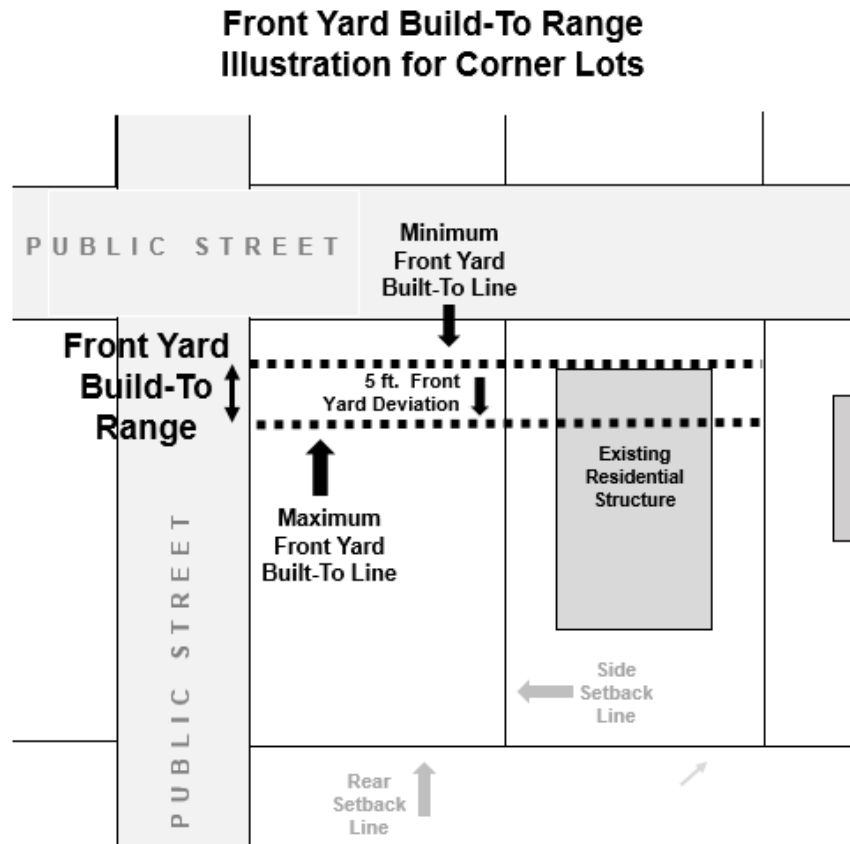 Front Yard Build-To Range
Illustration for Corner Lots
PUBLIC STREET
Minimum
Front Yard
Built-To Line
Front Yard
Build-To
Range
5 ft. Front
Yard Deviation
Existing
Residential
Structure
Maximum
Front Yard
Built-To Line
PUBLIC STREET
Side
Setback
Line
Rear
Setback
Line